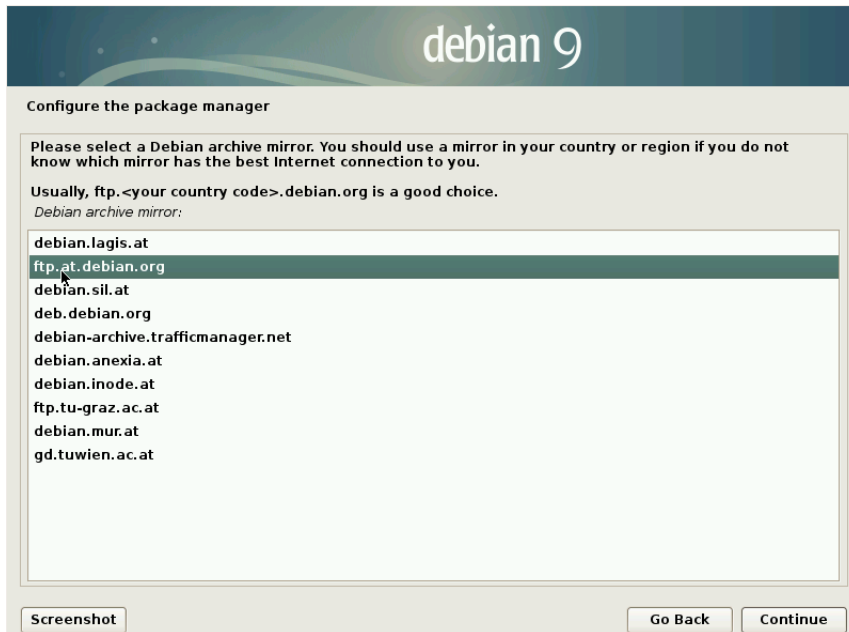 debian 9
Configure the package manager
Please select a Debian archive mirror. You should use a mirror in your country or region if you do not
know which mirror has the best Internet connection to you.
Usually, ftp.<your country code>.debian.org is a good choice.
Debian archive mirror:
debian.lagis.at
ftp.at.debian.org
debian.sil.at
deb.debian.org
debian-archive.trafficmanager.net
debian.anexia.at
debian.inode.at
ftp.tu-graz.ac.at
debian.mur.at
gd.tuwien.ac.at
Screenshot
Go Back
Continue